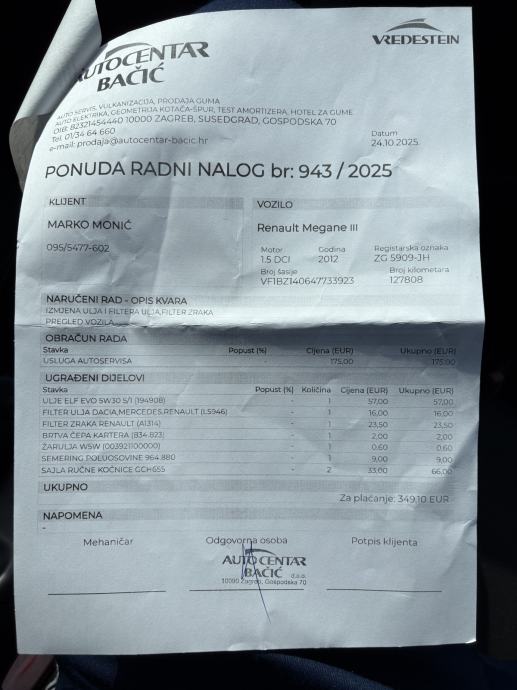 AUTOCENTAR
BAČIĆ
VREDESTEIN
AUTO SERVIS, VULKANIZACIJA, PRODAJA GUMA
AUTO ELEKTRIKA, GEOMETRIJA KOTAČA-ŠPUR, TEST AMORTIZERA, HOTEL ZA GUME
OIB: 82321454440 10000 ZAGREB, SUSEDGRAD, GOSPODSKA 70
Tel. 01/34 64 660
e-mail: prodaja@autocentar-bacic.hr
Datum
24.10.2025.
PONUDA RADNI NALOG br: 943 / 2025
KLIJENT
VOZILO
MARKO MONIĆ
Renault Megane III
095/5477-602
Motor Godina Registarska oznaka
1.5 DCI 2012 ZG 5909-JH
Broj šasije Broj kilometara
VF1BZ140647733923 127808
NARUČENI RAD - OPIS KVARA
IZMJENA ULJA I FILTERA ULJA,FILTER ZRAKA
PREGLED VOZILA
OBRAČUN RADA
Stavka Popust (%) Cijena (EUR) Ukupno (EUR)
USLUGA AUTOSERVISA - 175,00 175,00
UGRAĐENI DIJELOVI
Stavka Popust (%) Količina Cijena (EUR) Ukupno (EUR)
ULJE ELF EVO 5W30 5/1 (194908) - 1 57,00 57,00
FILTER ULJA DACIA,MERCEDES,RENAULT (LS946) - 1 16,00 16,00
FILTER ZRAKA RENAULT (A1314) - 1 23,50 23,50
BRTVA ČEPA KARTERA (834.823) - 1 2,00 2,00
ŽARULJA W5W (003921100000) - 1 0,60 0,60
SEMERING POLUOSOVINE 964.880 - 1 9,00 9,00
SAJLA RUČNE KOČNICE GCH655 - 2 33,00 66,00
UKUPNO
Za plaćanje: 349,10 EUR
NAPOMENA
-
Mehaničar Odgovorna osoba Potpis klijenta
AUTOCENTAR
BAČIĆ d.o.o.
10090 Zagreb, Gospodska 70